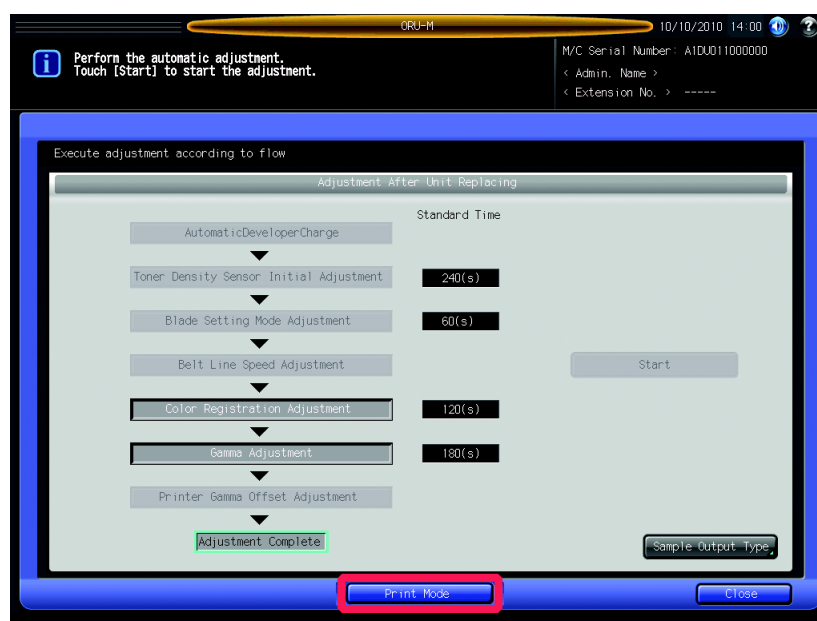 ORU-M
10/10/2010 14:00
Perform the automatic adjustment.
Touch [Start] to start the adjustment.
M/C Serial Number: A1DU011000000
< Admin. Name >
< Extension No. > -----
Execute adjustment according to flow
Adjustment After Unit Replacing
Standard Time
AutomaticDeveloperCharge
Toner Density Sensor Initial Adjustment 240(s)
Blade Setting Mode Adjustment 60(s)
Belt Line Speed Adjustment
Start
Color Registration Adjustment 120(s)
Gamma Adjustment 180(s)
Printer Gamma Offset Adjustment
Adjustment Complete
Sample Output Type
Print Mode
Close